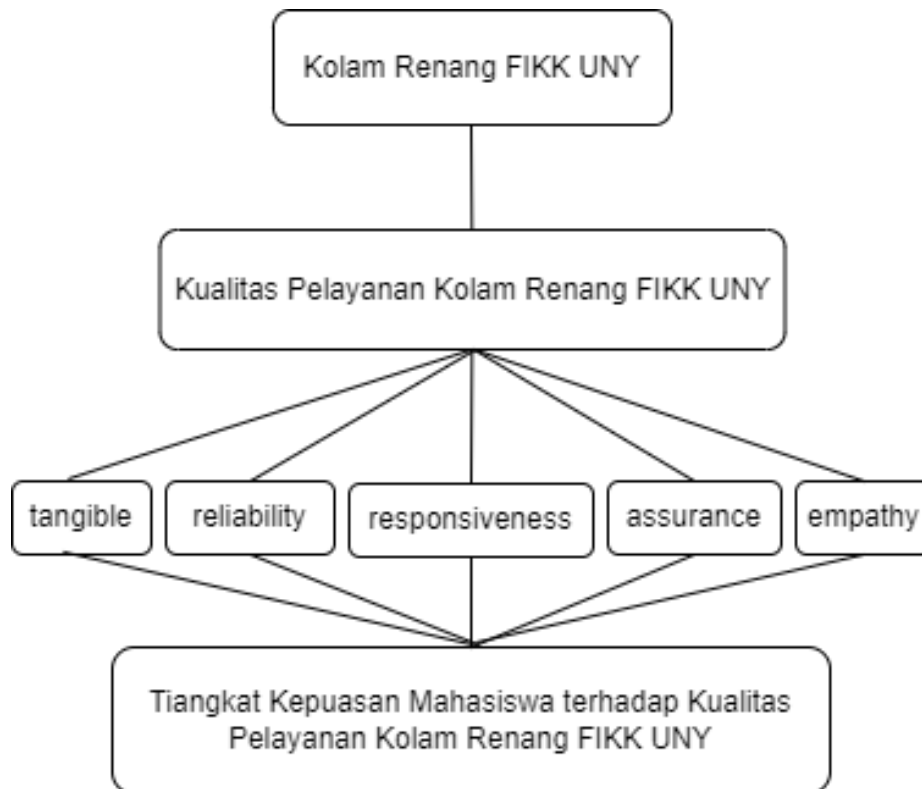 Kolam Renang FIKK UNY
Kualitas Pelayanan Kolam Renang FIKK UNY
tangible
reliability
responsiveness
assurance
empathy
Tiangkat Kepuasan Mahasiswa terhadap Kualitas
Pelayanan Kolam Renang FIKK UNY